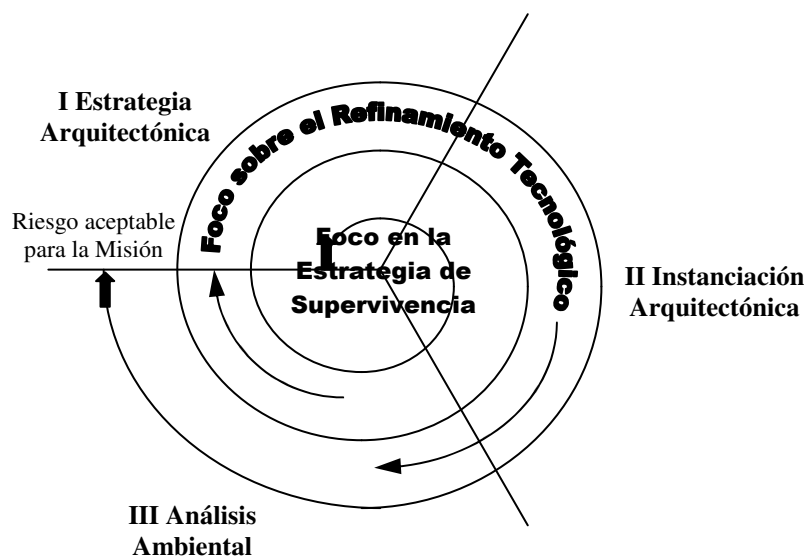 I Estrategia
Arquitectónica
Foco sobre el Refinamiento Tecnológico
Riesgo aceptable
para la Misión
Foco en la
Estrategia de
Supervivencia
II Instanciación
Arquitectónica
III Análisis
Ambiental